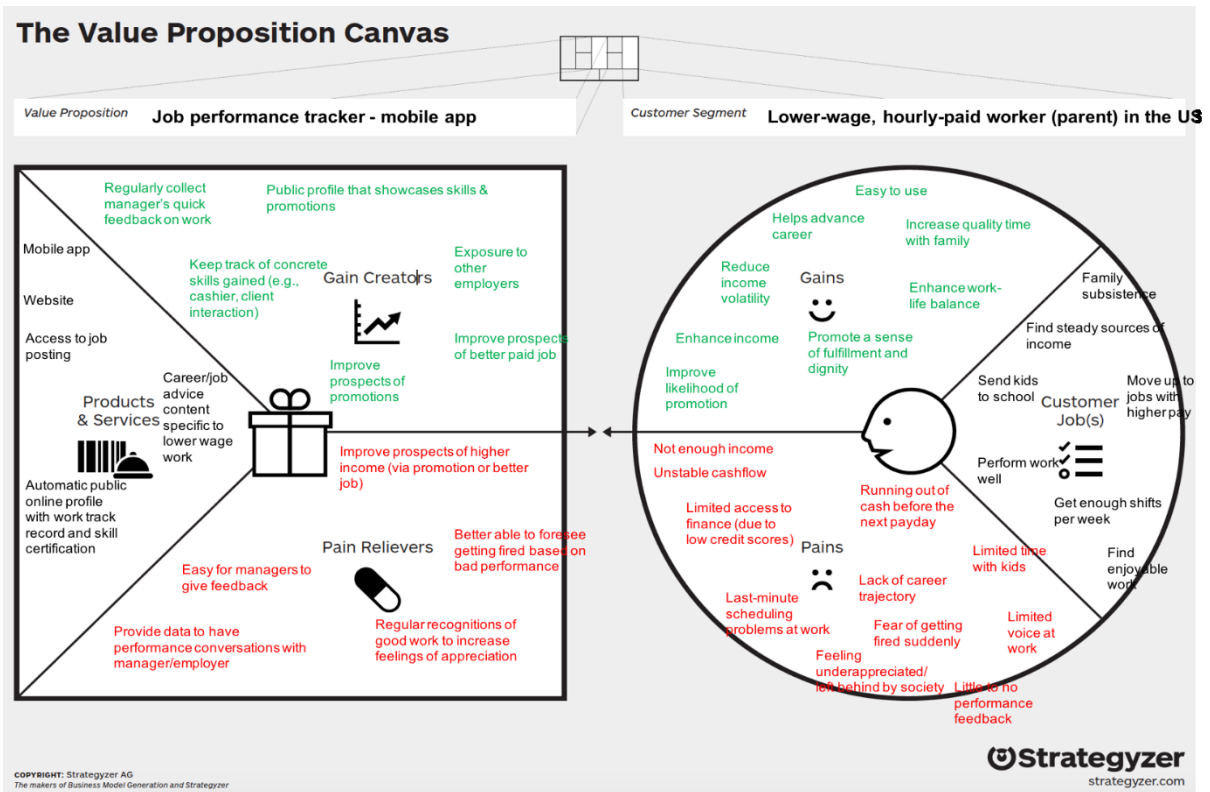 The Value Proposition Canvas
Value Proposition
Job performance tracker - mobile app
Customer Segment
Lower-wage, hourly-paid worker (parent) in the US
Regularly collect
manager's quick
feedback on work
Public profile that showcases skills &
promotions
Mobile app
Keep track of concrete
skills gained (e.g.,
cashier, client
interaction)
Gain Creators
Exposure to
other
employers
Website
Access to job
posting
Improve prospects
of better paid job
Improve
prospects of
promotions
Career/job
advice
content
specific to
lower wage
work
Products
& Services
Automatic public
online profile
with work track
record and skill
certification
Improve prospects of higher
income (via promotion or better
job)
Pain Relievers
Better able to foresee
getting fired based on
bad performance
Easy for managers to
give feedback
Provide data to have
performance conversations with
manager/employer
Regular recognitions of
good work to increase
feelings of appreciation
Easy to use
Helps advance
career
Increase quality time
with family
Reduce
income
volatility
Gains
Enhance work-
life balance
Enhance income
Promote a sense
of fulfillment and
dignity
Improve
likelihood of
promotion
Family
subsistence
Find steady sources of
income
Send kids
to school
Customer
Job(s)
Move up to
jobs with
higher pay
Perform work
well
Get enough shifts
per week
Find
enjoyable
work
Not enough income
Unstable cashflow
Running out of
cash before the
next payday
Limited access to
finance (due to
low credit scores)
Pains
Limited time
with kids
Lack of career
trajectory
Last-minute
scheduling
problems at work
Fear of getting
fired suddenly
Limited
voice at
work
Feeling
underappreciated/
left behind by society
Little to no
performance
feedback
COPYRIGHT: Strategyzer AG
The makers of Business Model Generation and Strategyzer
Strategyzer
strategyzer.com